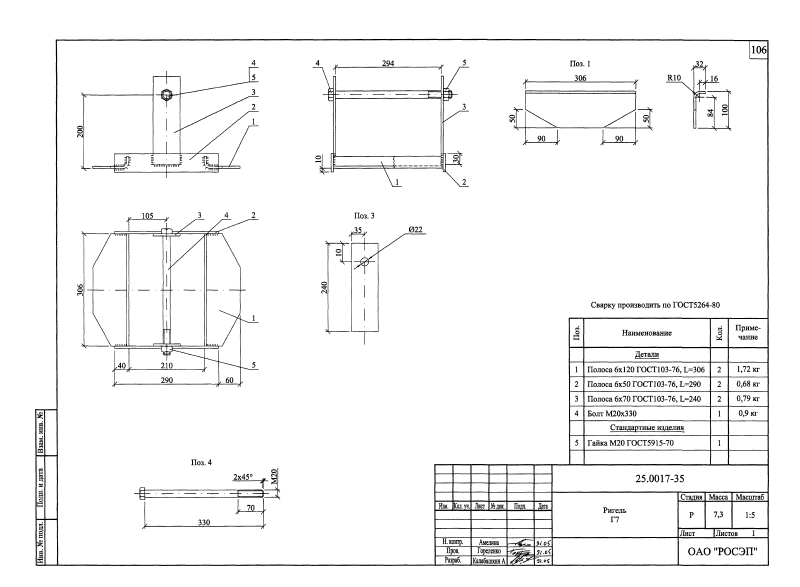 106
4
5
3
2
1
200
294
4
5
3
10
30
1
2
Поз. 1
306
50
50
90
90
32
R10
16
84
100
105
3
4
2
306
1
5
40
210
290
60
Поз. 3
35
Ø22
10
240
Поз. 4
2х45°
М20
70
330
Сварку производить по ГОСТ5264-80
Поз. Наименование Кол. Приме-
чание
Детали
1 Полоса 6х120 ГОСТ103-76, L=306 2 1,72 кг
2 Полоса 6х50 ГОСТ103-76, L=290 2 0,68 кг
3 Полоса 6х70 ГОСТ103-76, L=240 2 0,79 кг
4 Болт М20х330 1 0,9 кг
Стандартные изделия
5 Гайка М20 ГОСТ5915-70 1
Взам. инв. №
Подп. и дата
Инв. № подл.
25.0017-35
Изм. Кол. уч. Лист № док. Подп. Дата
Ригель
Г7
Стадия Масса Масштаб
Р 7,3 1:5
Лист Листов 1
Н. контр. Амелина 31.05
Пров. Гореленко 31.05
Разраб. Калабашкин А 31.05
ОАО "РОСЭП"